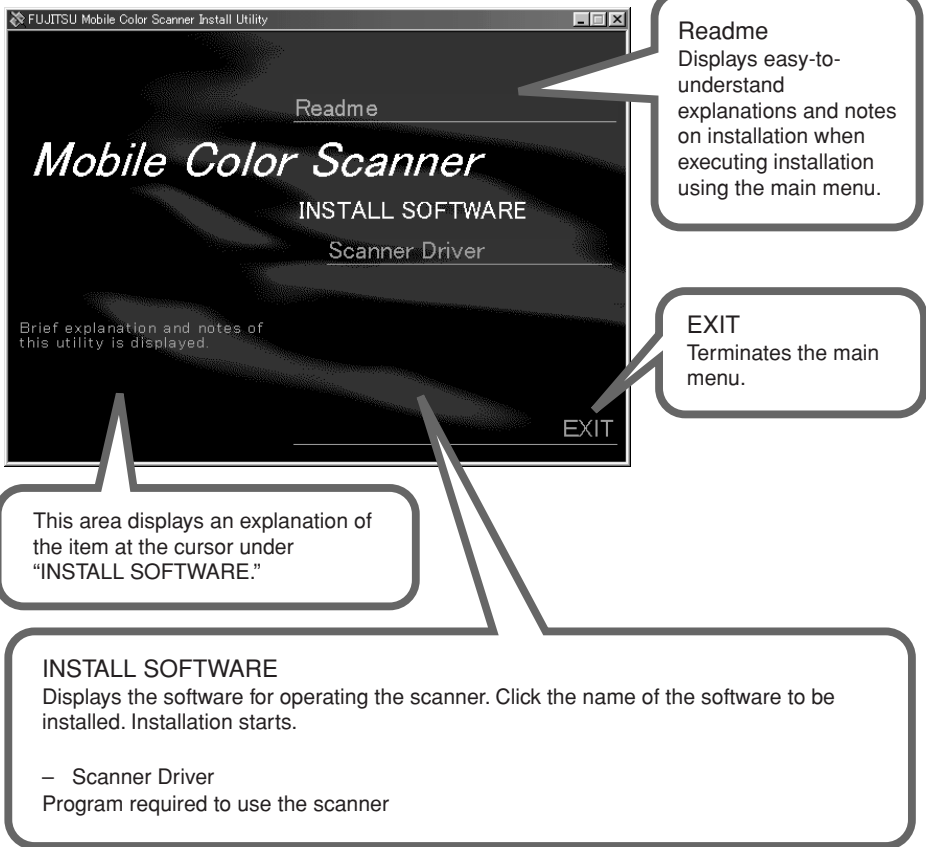 FUJITSU Mobile Color Scanner Install Utility
Readme
Mobile Color Scanner
INSTALL SOFTWARE
Scanner Driver
Brief explanation and notes of
this utility is displayed.
EXIT
Readme
Displays easy-to-
understand
explanations and notes
on installation when
executing installation
using the main menu.
EXIT
Terminates the main
menu.
This area displays an explanation of
the item at the cursor under
“INSTALL SOFTWARE.”
INSTALL SOFTWARE
Displays the software for operating the scanner. Click the name of the software to be
installed. Installation starts.
– Scanner Driver
Program required to use the scanner